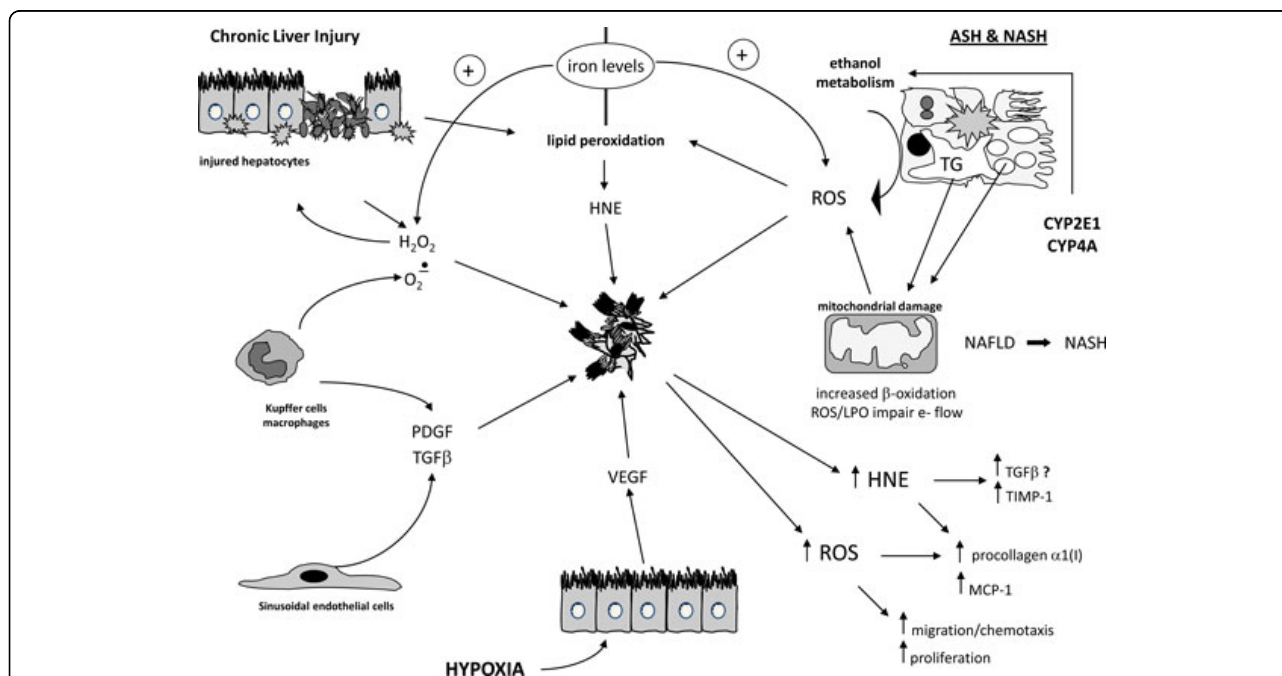 Chronic Liver Injury
injured hepatocytes
+
iron levels
+
lipid peroxidation
HNE
ASH & NASH
ethanol
metabolism
TG
ROS
CYP2E1
CYP4A
H₂O₂
O₂•−
mitochondrial damage
NAFLD
NASH
increased β-oxidation
ROS/LPO impair e- flow
Kupffer cells
macrophages
PDGF
TGFβ
VEGF
Sinusoidal endothelial cells
HYPOXIA
HNE
TGFβ ?
TIMP-1
ROS
procollagen α1(I)
MCP-1
migration/chemotaxis
proliferation